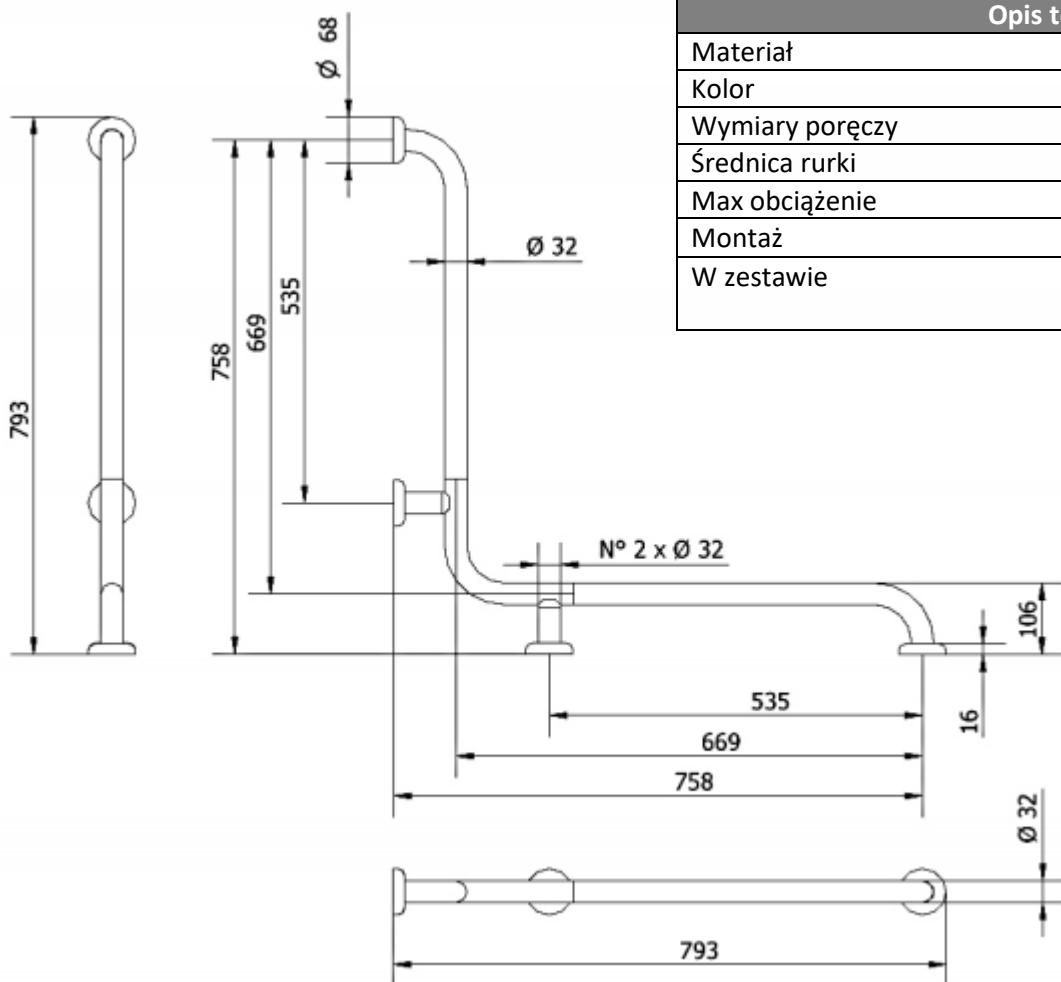 Opis t
Materiał
Kolor
Wymiary poręczy
Średnica rurki
Max obciążenie
Montaż
W zestawie
Ø 68
Ø 32
535
669
758
793
Nº 2 x Ø 32
106
16
535
669
758
Ø 32
793